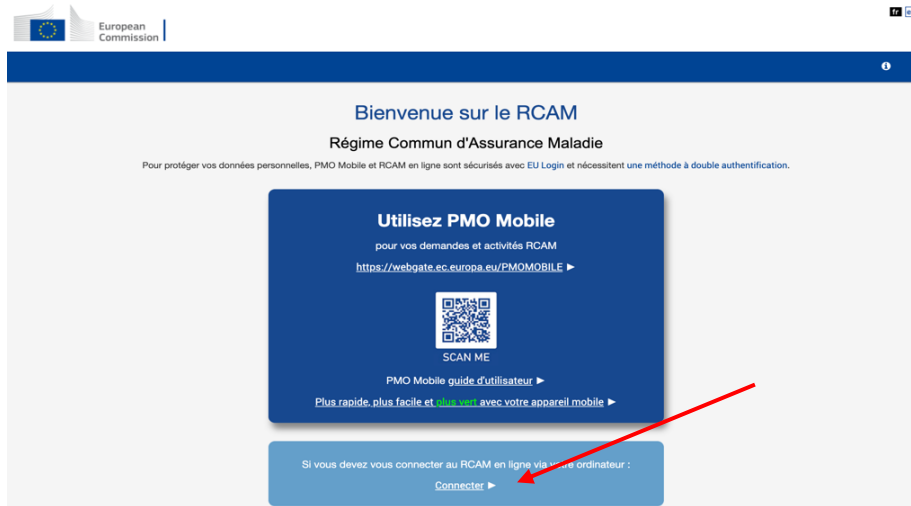 European
Commission
fr
Bienvenue sur le RCAM
Régime Commun d'Assurance Maladie
Pour protéger vos données personnelles, PMO Mobile et RCAM en ligne sont sécurisés avec EU Login et nécessitent une méthode à double authentification.
Utilisez PMO Mobile
pour vos demandes et activités RCAM
https://webgate.ec.europa.eu/PMOMOBILE ►
SCAN ME
PMO Mobile guide d'utilisateur ►
Plus rapide, plus facile et plus vert avec votre appareil mobile ►
Si vous devez vous connecter au RCAM en ligne via votre ordinateur :
Connecter ►